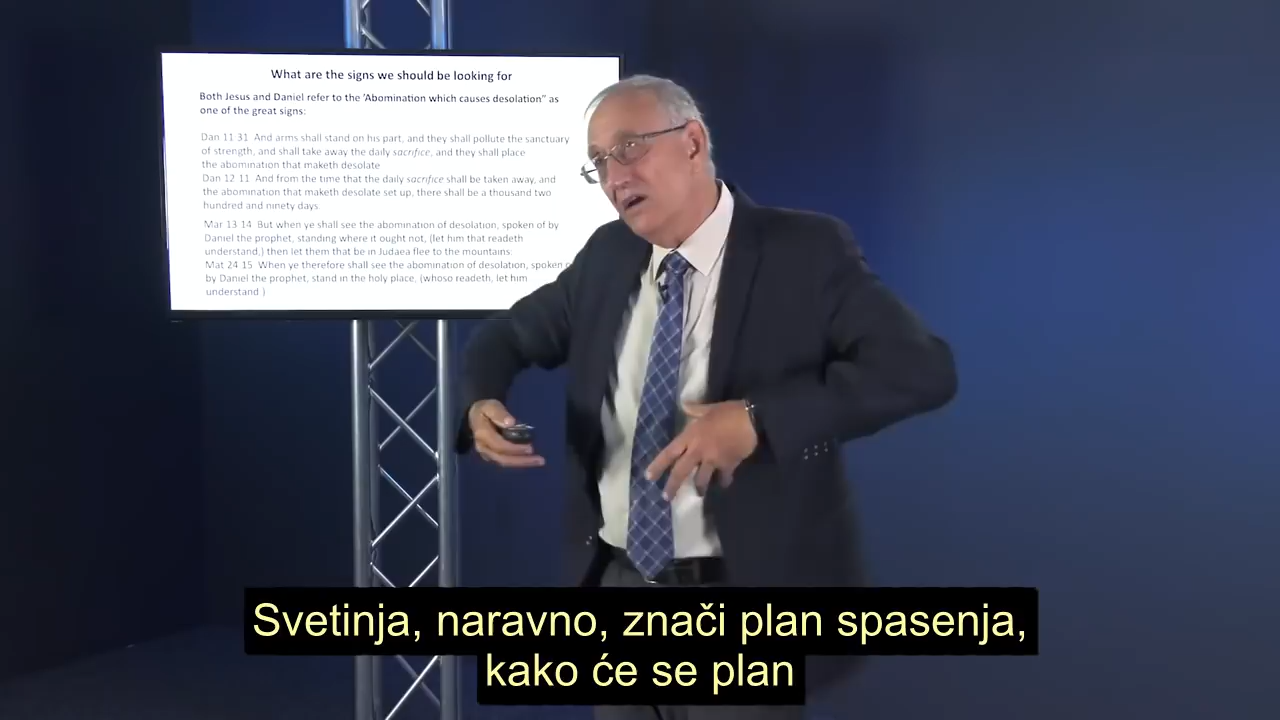 What are the signs we should be looking for
Both Jesus and Daniel refer to the 'Abomination which causes desolation" as
one of the great signs:
Dan 11 31 And arms shall stand on his part, and they shall pollute the sanctuary
of strength, and shall take away the daily sacrifice, and they shall place
the abomination that maketh desolate
Dan 12 11 And from the time that the daily sacrifice shall be taken away, and
the abomination that maketh desolate set up, there shall be a thousand two
hundred and ninety days.
Mar 13 14 But when ye shall see the abomination of desolation, spoken of by
Daniel the prophet, standing where it ought not, (let him that readeth
understand,) then let them that be in Judaea flee to the mountains:
Mat 24 15 When ye therefore shall see the abomination of desolation, spoken o
by Daniel the prophet, stand in the holy place, (whoso readeth, let him
understand )
Svetinja, naravno, znači plan spasenja,
kako će se plan